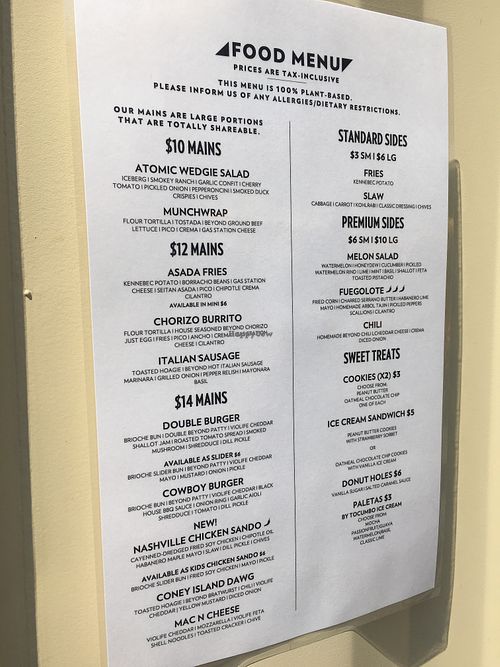 FOOD MENU
PRICES ARE TAX-INCLUSIVE
THIS MENU IS 100% PLANT-BASED.
PLEASE INFORM US OF ANY ALLERGIES/DIETARY RESTRICTIONS.
OUR MAINS ARE LARGE PORTIONS
THAT ARE TOTALLY SHAREABLE.
$10 MAINS
ATOMIC WEDGIE SALAD
ICEBERG | SMOKEY RANCH | GARLIC CONFIT | CHERRY
TOMATO | PICKLED ONION | PEPPERONCINI | SMOKED DUCK
CRISPIES | CHIVES
MUNCHWRAP
FLOUR TORTILLA | TOSTADA | BEYOND GROUND BEEF
LETTUCE | PICO | CREMA | GAS STATION CHEESE
$12 MAINS
ASADA FRIES
KENNEBEC POTATO | BORRACHO BEANS | GAS STATION
CHEESE | SEITAN ASADA | PICO | CHIPOTLE CREMA
CILANTRO
AVAILABLE IN MINI $6
CHORIZO BURRITO
FLOUR TORTILLA | HOUSE SEASONED BEYOND CHORIZO
JUST EGG | FRIES | PICO | ANCHO | CREMA
CHEESE | CILANTRO
ITALIAN SAUSAGE
TOASTED HOAGIE | BEYOND HOT ITALIAN SAUSAGE
MARINARA | GRILLED ONION | PEPPER RELISH | MAYONARA
BASIL
$14 MAINS
DOUBLE BURGER
BRIOCHE BUN | DOUBLE BEYOND PATTY | VIOLIFE CHEDDAR
SHALLOT JAM | ROASTED TOMATO SPREAD | SMOKED
MUSHROOM | SHREDDUCE | DILL PICKLE
AVAILABLE AS SLIDER $6
BRIOCHE SLIDER BUN | BEYOND PATTY | VIOLIFE CHEDDAR
MAYO | MUSTARD | ONION | PICKLE
COWBOY BURGER
BRIOCHE BUN | BEYOND PATTY | VIOLIFE CHEDDAR | BLACK
HOUSE BBQ SAUCE | ONION RING | GARLIC AIOLI
SHREDDUCE | TOMATO | DILL PICKLE
NEW!
NASHVILLE CHICKEN SANDO
CAYENNED-DREDGED FRIED SOY CHICKEN | CHIPOTLE OIL
HABANERO MAPLE MAYO | SLAW | DILL PICKLE | CHIVES
AVAILABLE AS KIDS CHICKEN SANDO $6
BRIOCHE SLIDER BUN | FRIED SOY CHICKEN | MAYO | PICKLE
CONEY ISLAND DAWG
TOASTED HOAGIE | BEYOND BRATWURST | CHILI | VIOLIFE
CHEDDAR | YELLOW MUSTARD | DICED ONION
MAC N CHEESE
VIOLIFE CHEDDAR | MOZZARELLA | VIOLIFE FETA
SHELL NOODLES | TOASTED CRACKER | CHIVE
STANDARD SIDES
$3 SM | $6 LG
FRIES
KENNEBEC POTATO
SLAW
CABBAGE | CARROT | KOHLRABI | CLASSIC DRESSING | CHIVES
PREMIUM SIDES
$6 SM | $10 LG
MELON SALAD
WATERMELON | HONEYDEW | CUCUMBER | PICKLED
WATERMELON RIND | LIME | MINT | BASIL | SHALLOT | FETA
TOASTED PISTACHIO
FUEGOLOTE
FIRED CORN | CHARRED SERRANO BUTTER | HABANERO LIME
MAYO | HOMEMADE ARBOL TAJIN | PICKLED PEPPERS
SCALLIONS | CILANTRO
CHILI
HOMEMADE BEYOND CHILI | CHEDDAR CHEESE | CREMA
DICED ONION
SWEET TREATS
COOKIES (X2) $3
CHOOSE FROM:
PEANUT BUTTER
OATMEAL CHOCOLATE CHIP
ONE OF EACH
ICE CREAM SANDWICH $5
PEANUT BUTTER COOKIES
WITH STRAWBERRY SORBET
OR
OATMEAL CHOCOLATE CHIP COOKIES
WITH VANILLA ICE CREAM
DONUT HOLES $6
VANILLA SUGAR | SALTED CARAMEL SAUCE
PALETAS $3
BY TOCUMBO ICE CREAM
CHOOSE FROM
MOCHA
PASSIONFRUIT/GUAVA
WATERMELON/BASIL
CLASSIC LIME